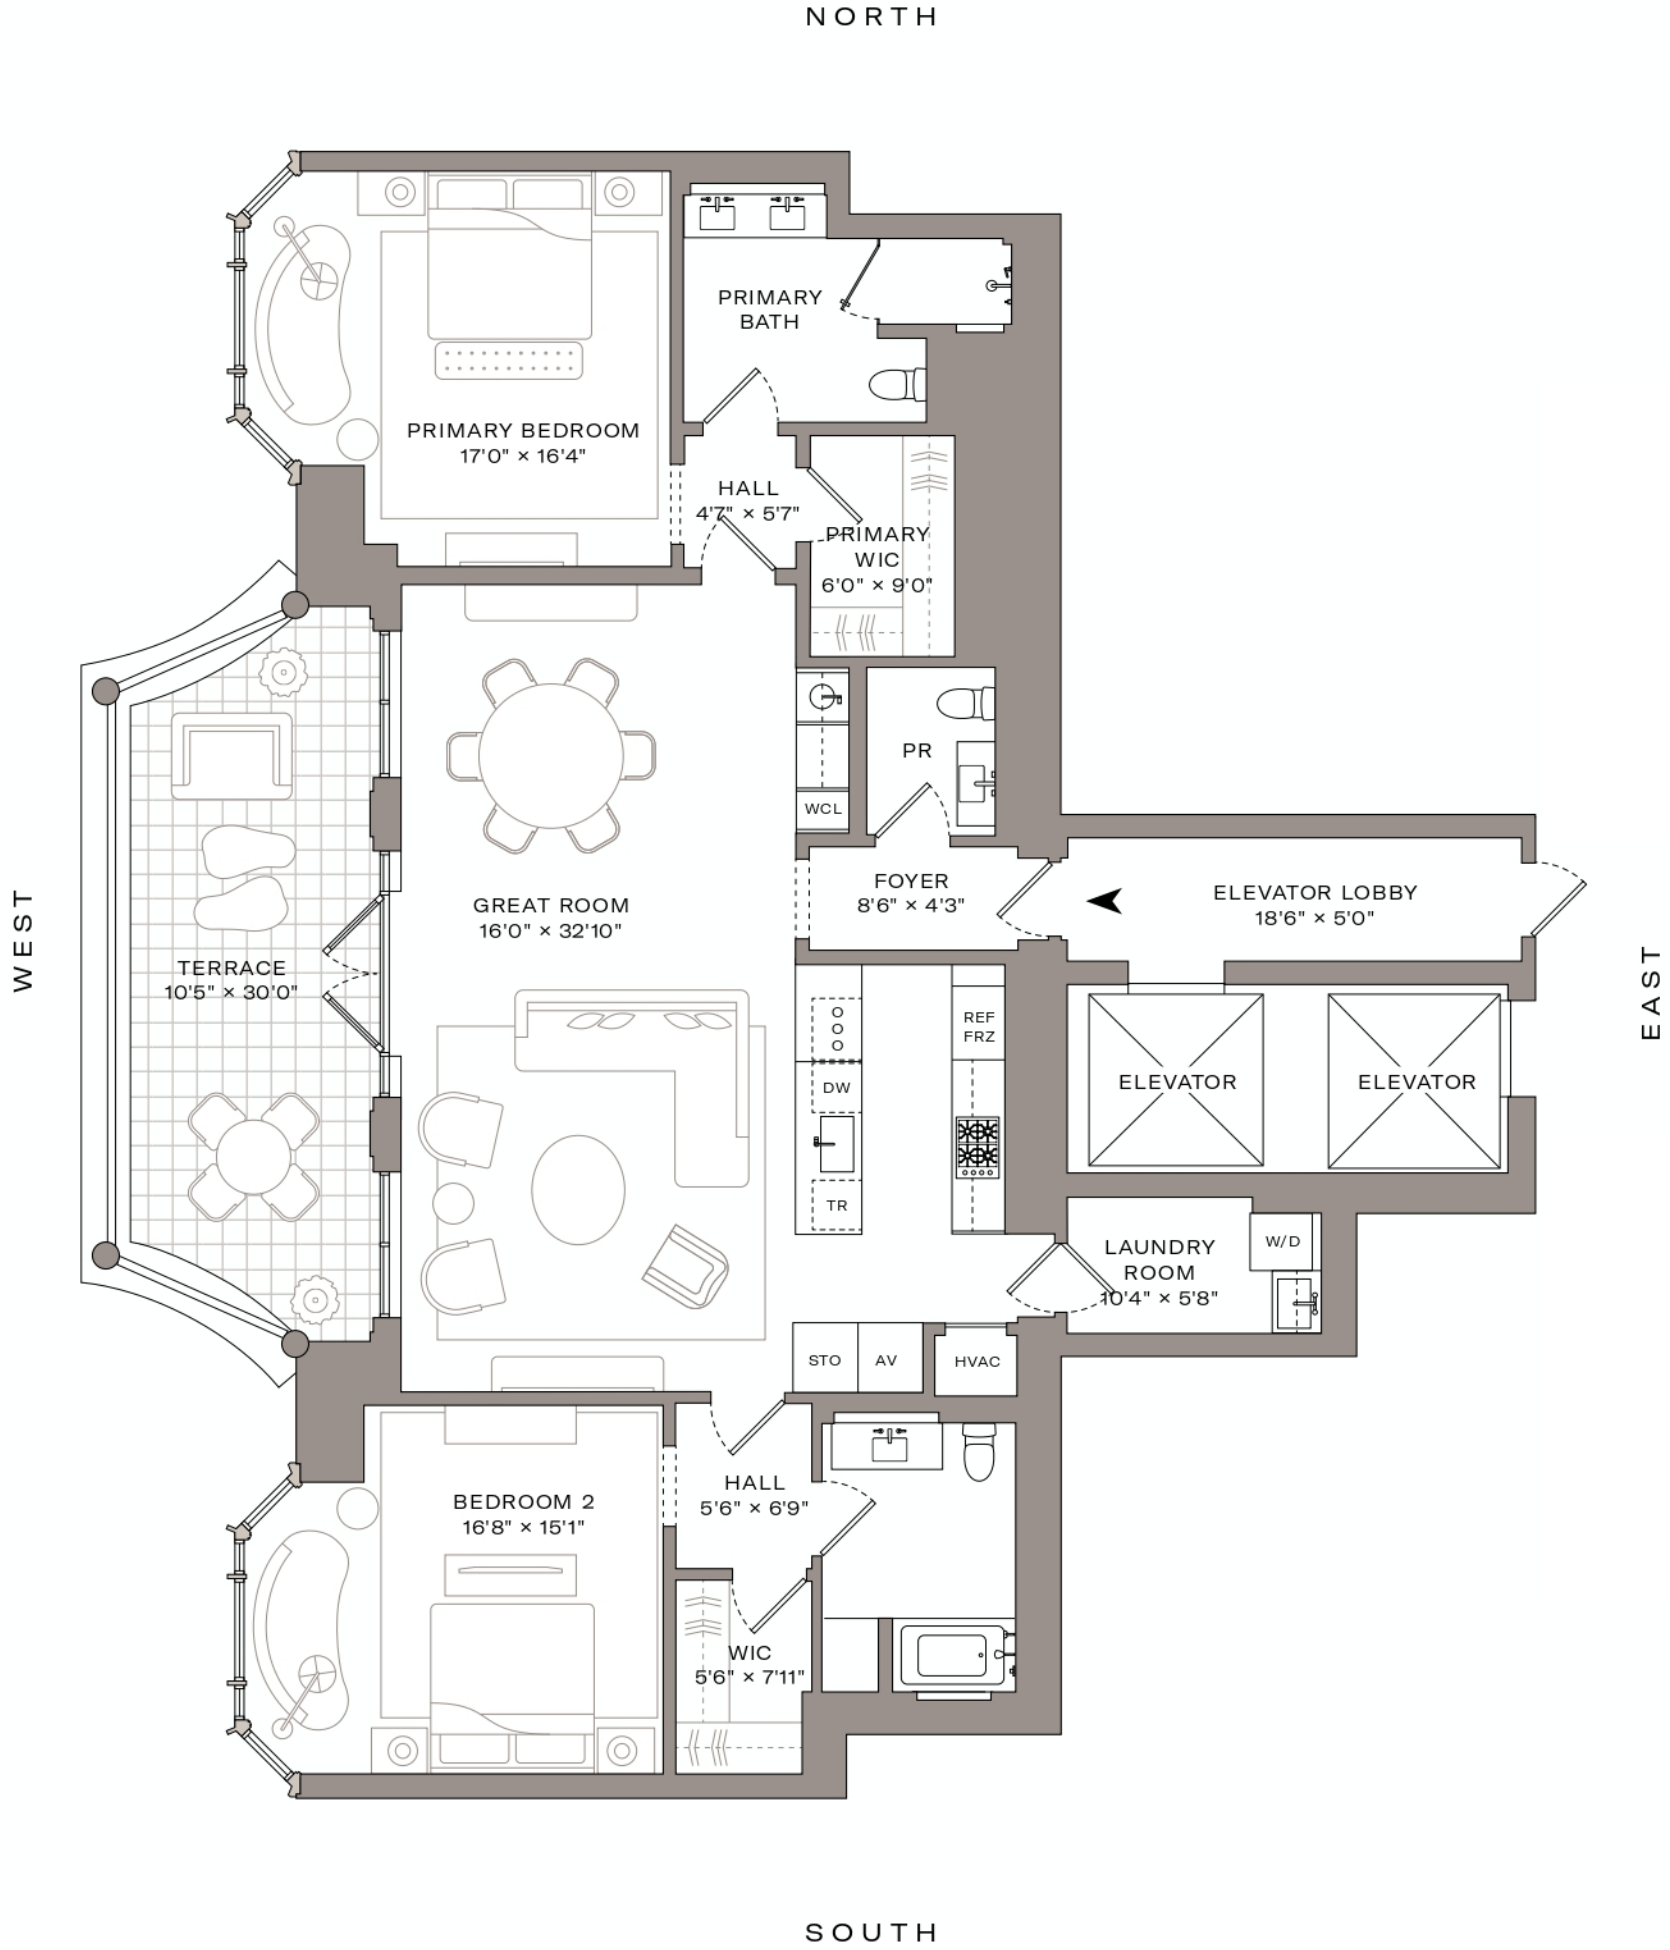 NORTH
PRIMARY
BATH
PRIMARY BEDROOM
17'0" × 16'4"
HALL
4'7" × 5'7"
PRIMARY
WIC
6'0" × 9'0"
PR
WCL
FOYER
8'6" × 4'3"
ELEVATOR LOBBY
18'6" × 5'0"
WEST
GREAT ROOM
16'0" × 32'10"
TERRACE
10'5" × 30'0"
EAST
REF
FRZ
DW
TR
ELEVATOR
ELEVATOR
LAUNDRY
ROOM
10'4" × 5'8"
W/D
STO
AV
HVAC
HALL
5'6" × 6'9"
BEDROOM 2
16'8" × 15'1"
WIC
5'6" × 7'11"
SOUTH